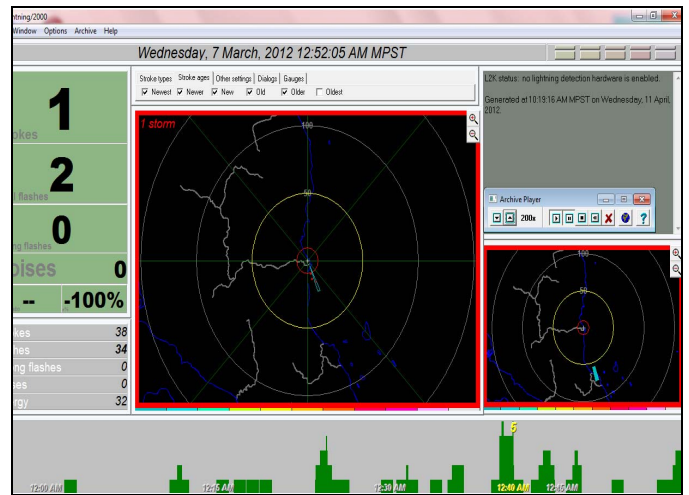 htning/2000
Window Options Archive Help
Wednesday, 7 March, 2012 12:52:05 AM MPST
1
okes
2
flashes
0
ng flashes
oises 0
-- -100%
kes 38
hes 34
ng flashes 0
ses 0
rgy 32
Stroke types Stroke ages Other settings Dialogs Gauges
Newest Newer New Old Older Oldest
1 storm
100
50
L2K status: no lightning detection hardware is enabled.
Generated at 10:19:16 AM MPST on Wednesday, 11 April, 2012.
Archive Player
200x
?
100
50
5
12:00 AM 12:15 AM 12:30 AM 12:40 AM 12:45 AM